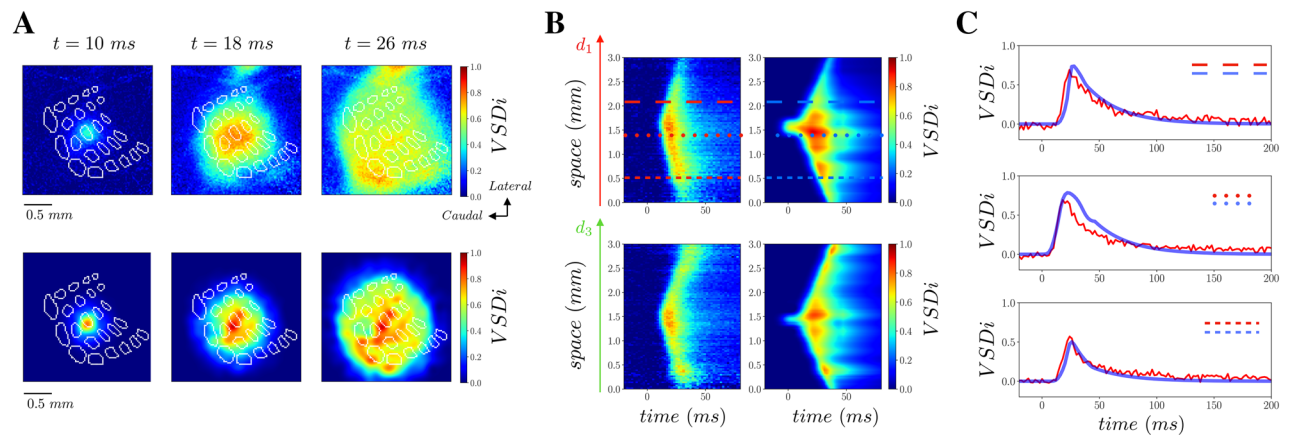 A
t = 10 ms
t = 18 ms
t = 26 ms
1.0
0.8
0.6
0.4
0.2
0.0
VSDi
0.5 mm
Lateral
Caudal
1.0
0.8
0.6
0.4
0.2
0.0
VSDi
0.5 mm
B
d1
space (mm)
3.0
2.5
2.0
1.5
1.0
0.5
0.0
0
50
0
50
1.0
0.8
0.6
0.4
0.2
0.0
VSDi
d3
space (mm)
3.0
2.5
2.0
1.5
1.0
0.5
0.0
0
50
0
50
1.0
0.8
0.6
0.4
0.2
0.0
VSDi
time (ms)
time (ms)
C
VSDi
1.0
0.5
0.0
0
50
100
150
200
VSDi
1.0
0.5
0.0
0
50
100
150
200
VSDi
1.0
0.5
0.0
0
50
100
150
200
time (ms)